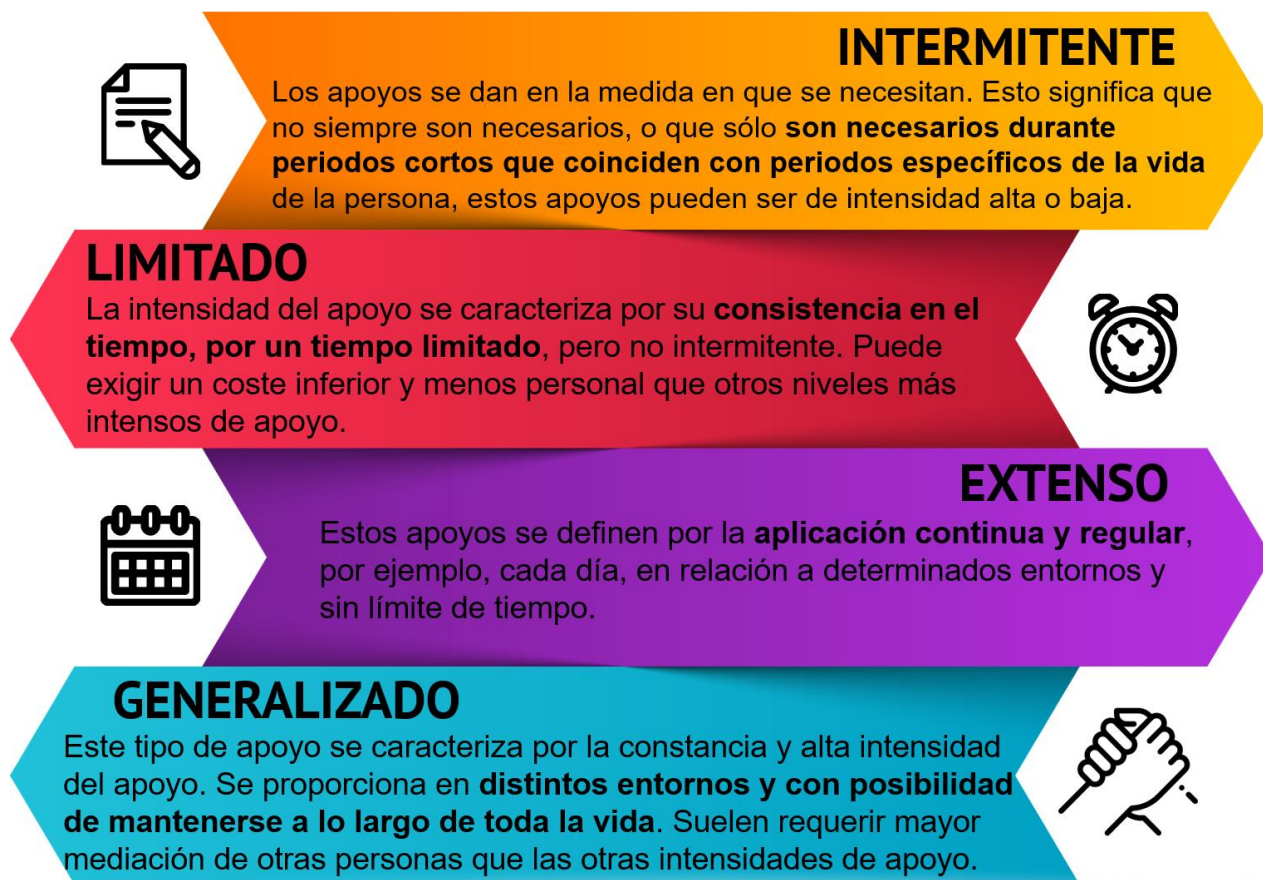 INTERMITENTE
Los apoyos se dan en la medida en que se necesitan. Esto significa que
no siempre son necesarios, o que sólo son necesarios durante
periodos cortos que coinciden con periodos específicos de la vida
de la persona, estos apoyos pueden ser de intensidad alta o baja.
LIMITADO
La intensidad del apoyo se caracteriza por su consistencia en el
tiempo, por un tiempo limitado, pero no intermitente. Puede
exigir un coste inferior y menos personal que otros niveles más
intensos de apoyo.
EXTENSO
Estos apoyos se definen por la aplicación continua y regular,
por ejemplo, cada día, en relación a determinados entornos y
sin límite de tiempo.
GENERALIZADO
Este tipo de apoyo se caracteriza por la constancia y alta intensidad
del apoyo. Se proporciona en distintos entornos y con posibilidad
de mantenerse a lo largo de toda la vida. Suelen requerir mayor
mediación de otras personas que las otras intensidades de apoyo.